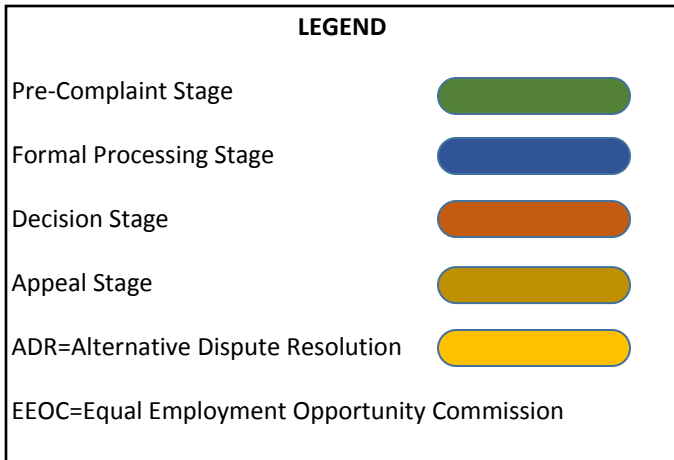 LEGEND
Pre-Complaint Stage
Formal Processing Stage
Decision Stage
Appeal Stage
ADR=Alternative Dispute Resolution
EEOC=Equal Employment Opportunity Commission